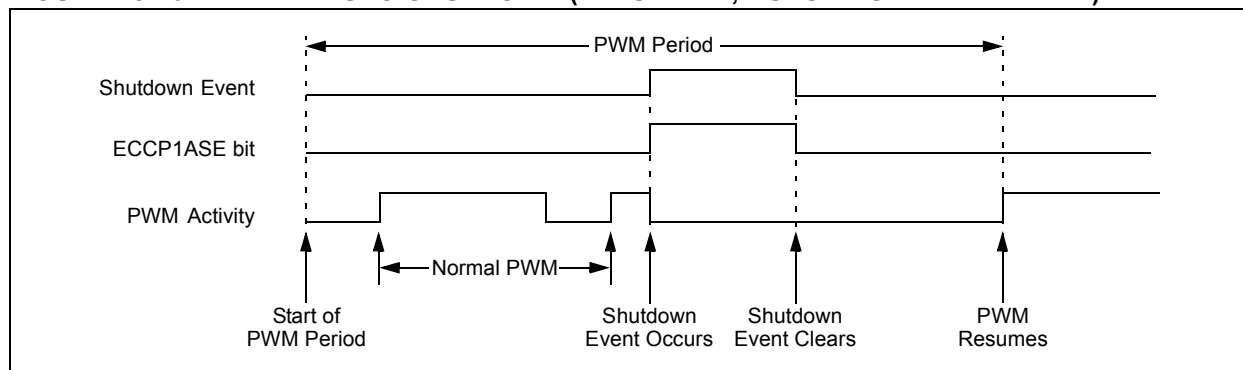 PWM Period
Shutdown Event
ECCP1ASE bit
PWM Activity
Normal PWM
Start of
PWM Period
Shutdown
Event Occurs
Shutdown
Event Clears
PWM
Resumes